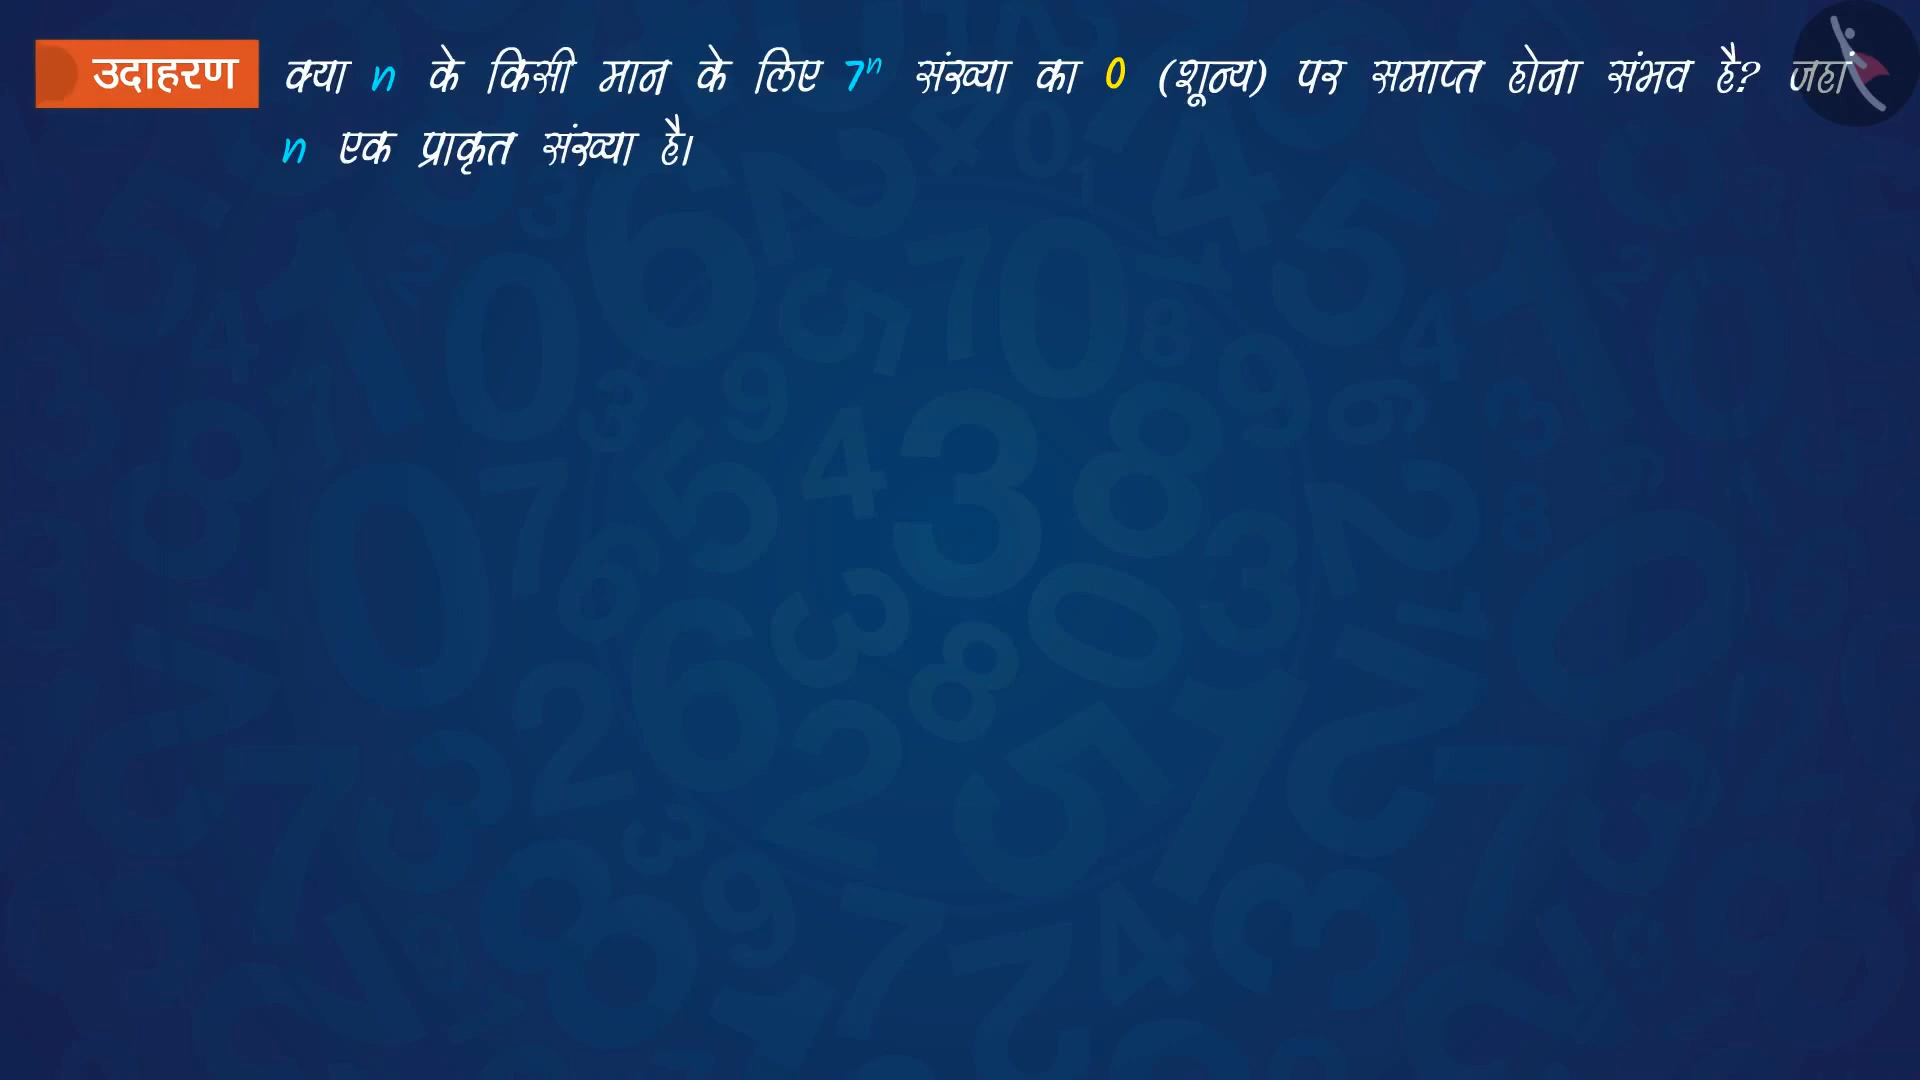 उदाहरण क्या n के किसी मान के लिए 7ⁿ संख्या का 0 (शून्य) पर समाप्त होना संभव है? जहां
n एक प्राकृत संख्या है।